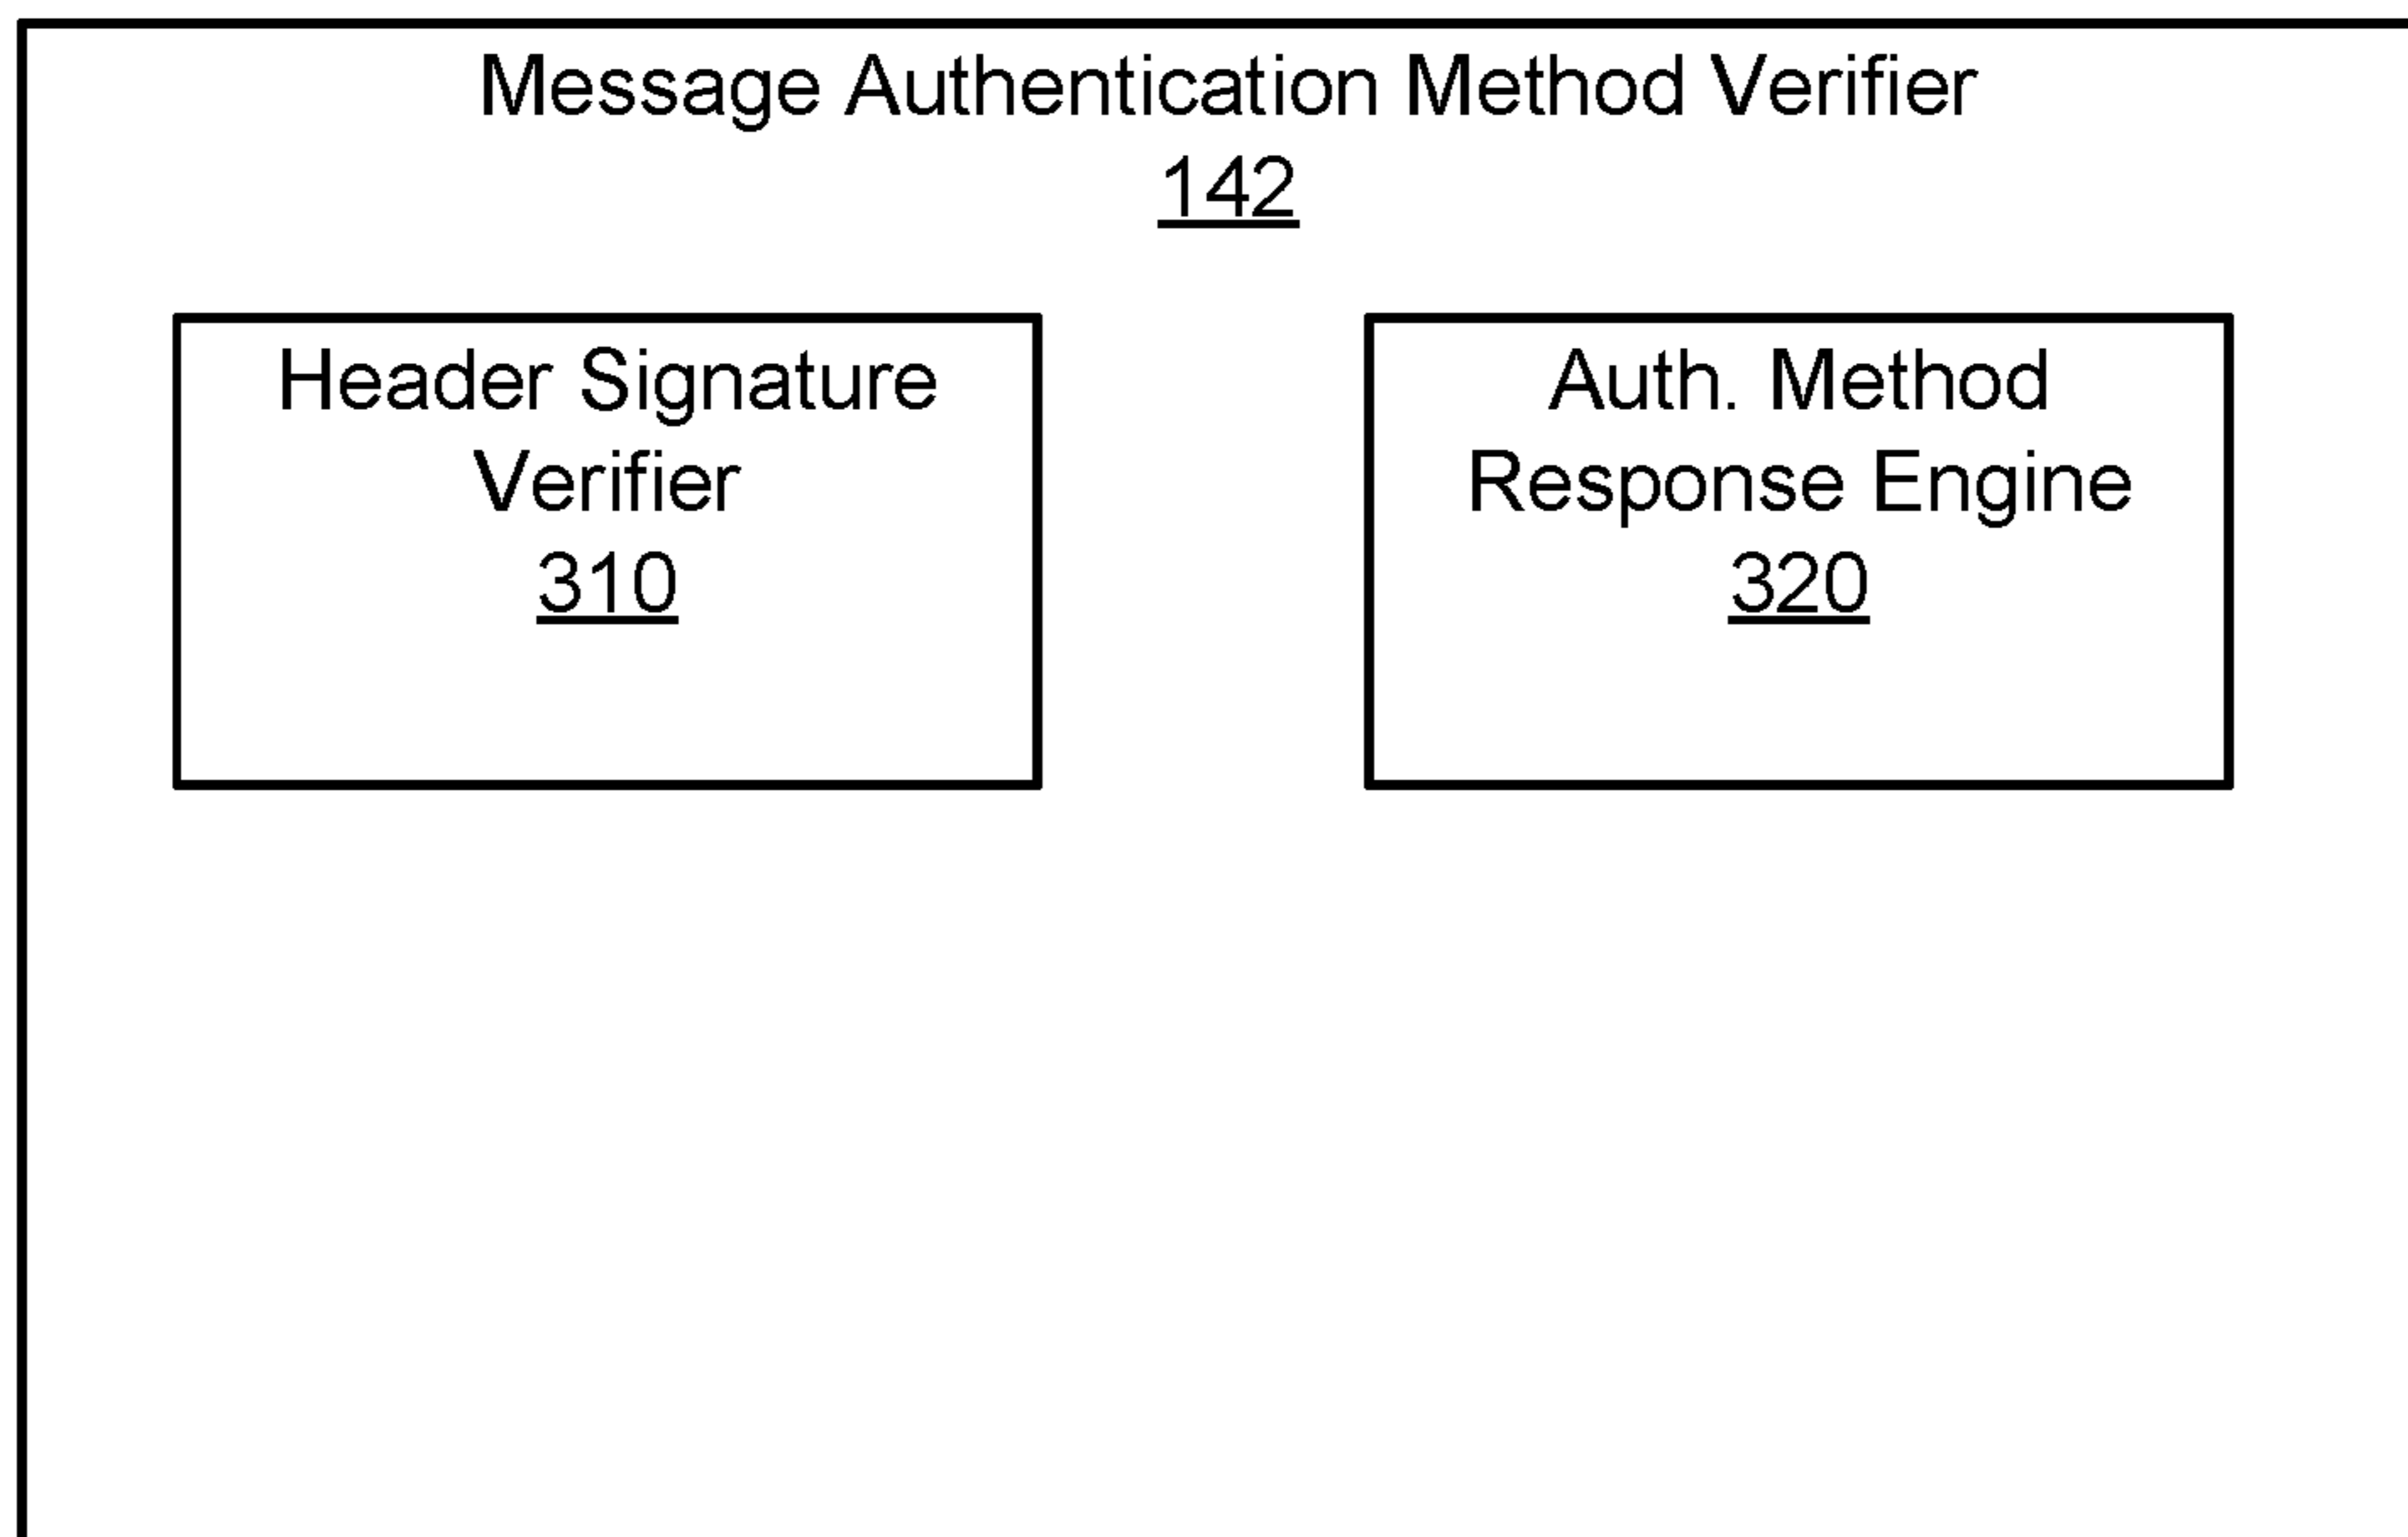 Message Authentication Method Verifier
142
Header Signature
Verifier
310
Auth. Method
Response Engine
320